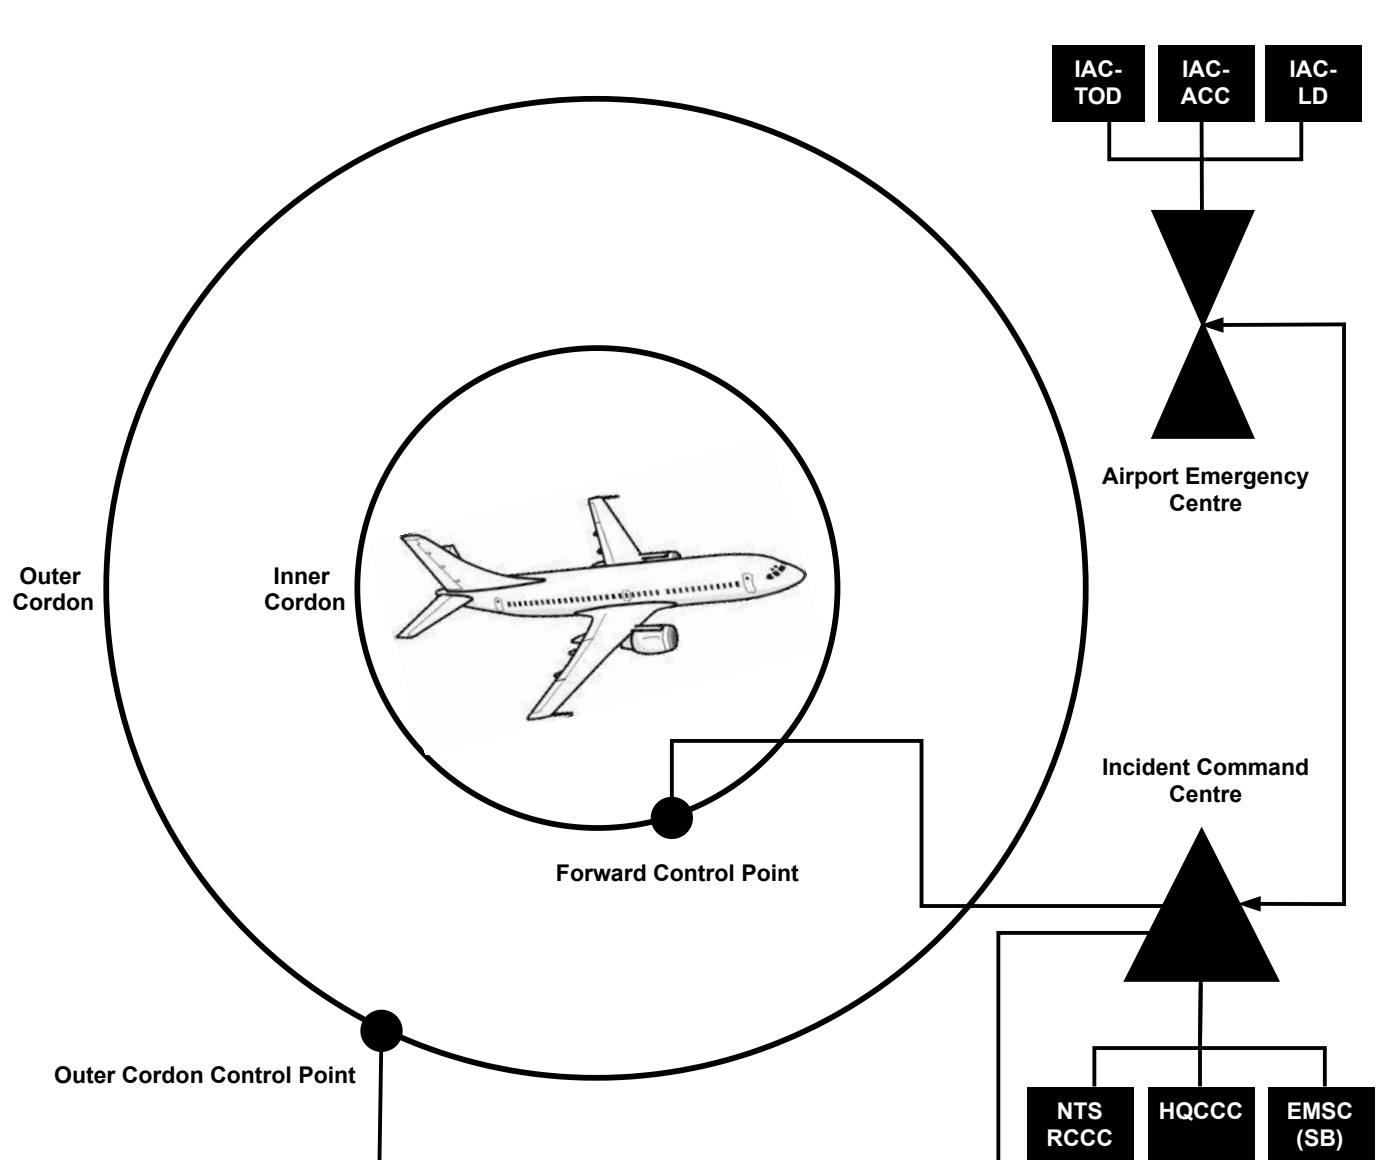 IAC-
TOD
IAC-
ACC
IAC-
LD
Airport Emergency
Centre
Outer
Cordon
Inner
Cordon
Incident Command
Centre
Forward Control Point
Outer Cordon Control Point
NTS
RCCC
HQCCC
EMSC
(SB)